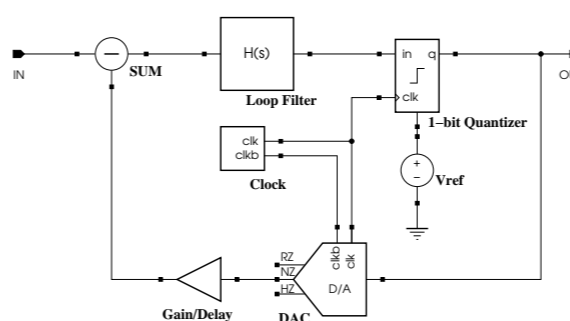 H(s)
in q
clk
IN
SUM
Loop Filter
1–bit Quantizer
clk
clkb
Clock
+
−
Vref
clkb
clk
RZ
NZ
HZ
D/A
Gain/Delay
DAC